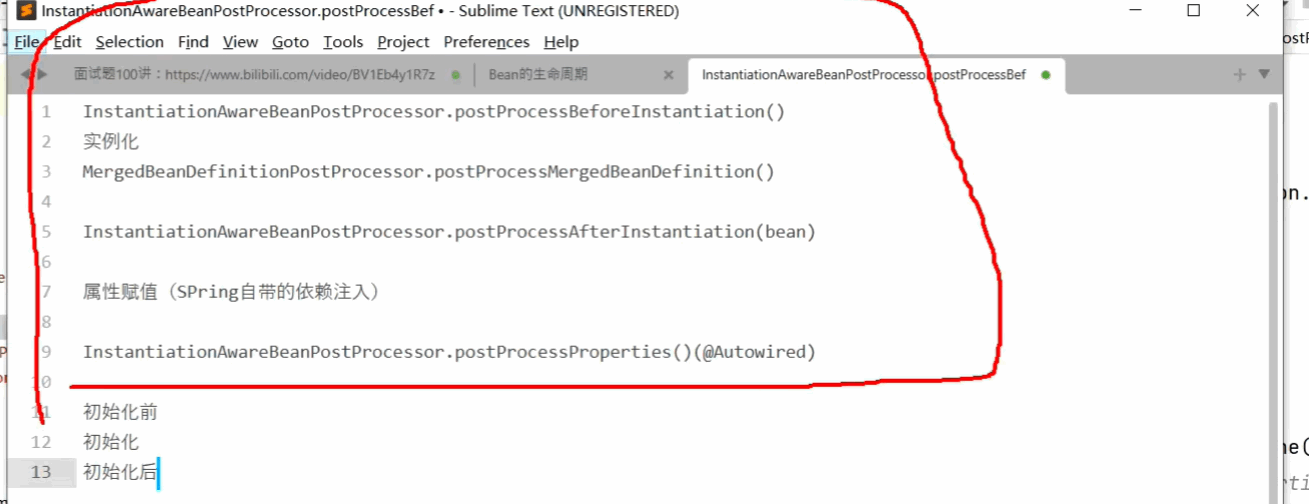 InstantiationAwareBeanPostProcessor.postProcessBef • - Sublime Text (UNREGISTERED)
File Edit Selection Find View Goto Tools Project Preferences Help
面试题100讲：https://www.bilibili.com/video/BV1Eb4y1R7z Bean的生命周期 InstantiationAwareBeanPostProcessor.postProcessBef
1 InstantiationAwareBeanPostProcessor.postProcessBeforeInstantiation()
2 实例化
3 MergedBeanDefinitionPostProcessor.postProcessMergedBeanDefinition()
4
5 InstantiationAwareBeanPostProcessor.postProcessAfterInstantiation(bean)
6
7 属性赋值（SPring自带的依赖注入）
8
9 InstantiationAwareBeanPostProcessor.postProcessProperties()(@Autowired)
10
11 初始化前
12 初始化
13 初始化后